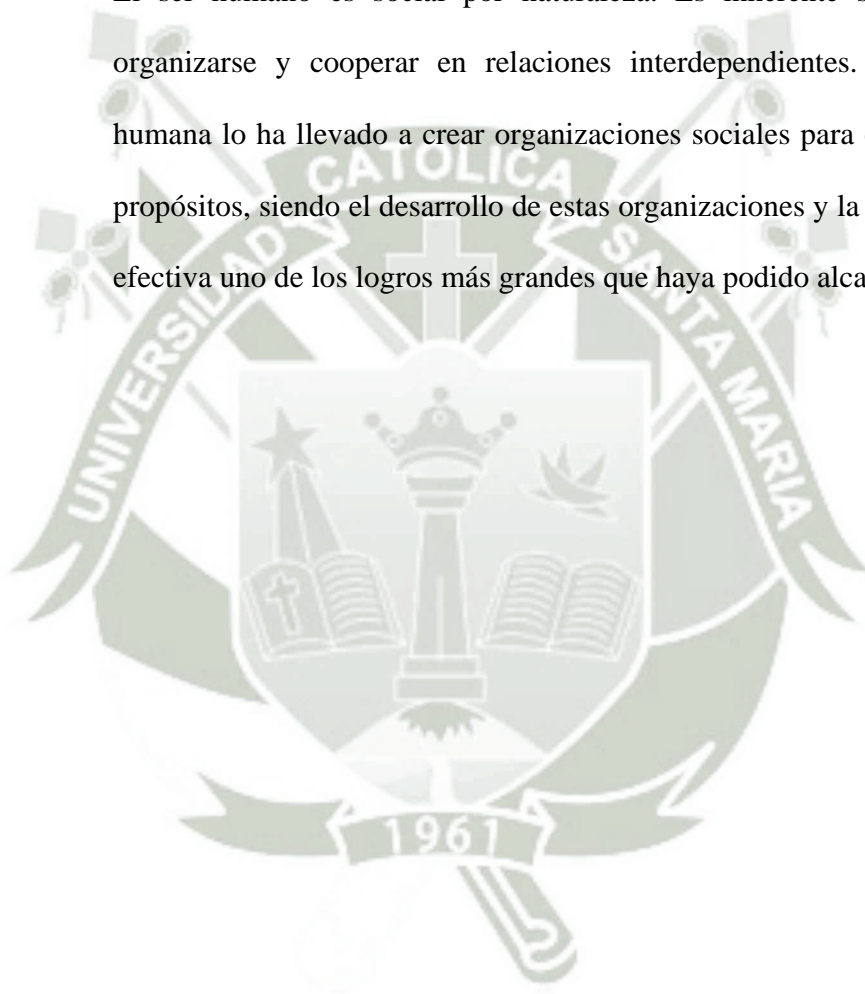 organizarse y cooperar en relaciones interdependientes.
humana lo ha llevado a crear organizaciones sociales para
propósitos, siendo el desarrollo de estas organizaciones y la
efectiva uno de los logros más grandes que haya podido
UNIVERSIDAD CATOLICA SANTA MARIA
1961